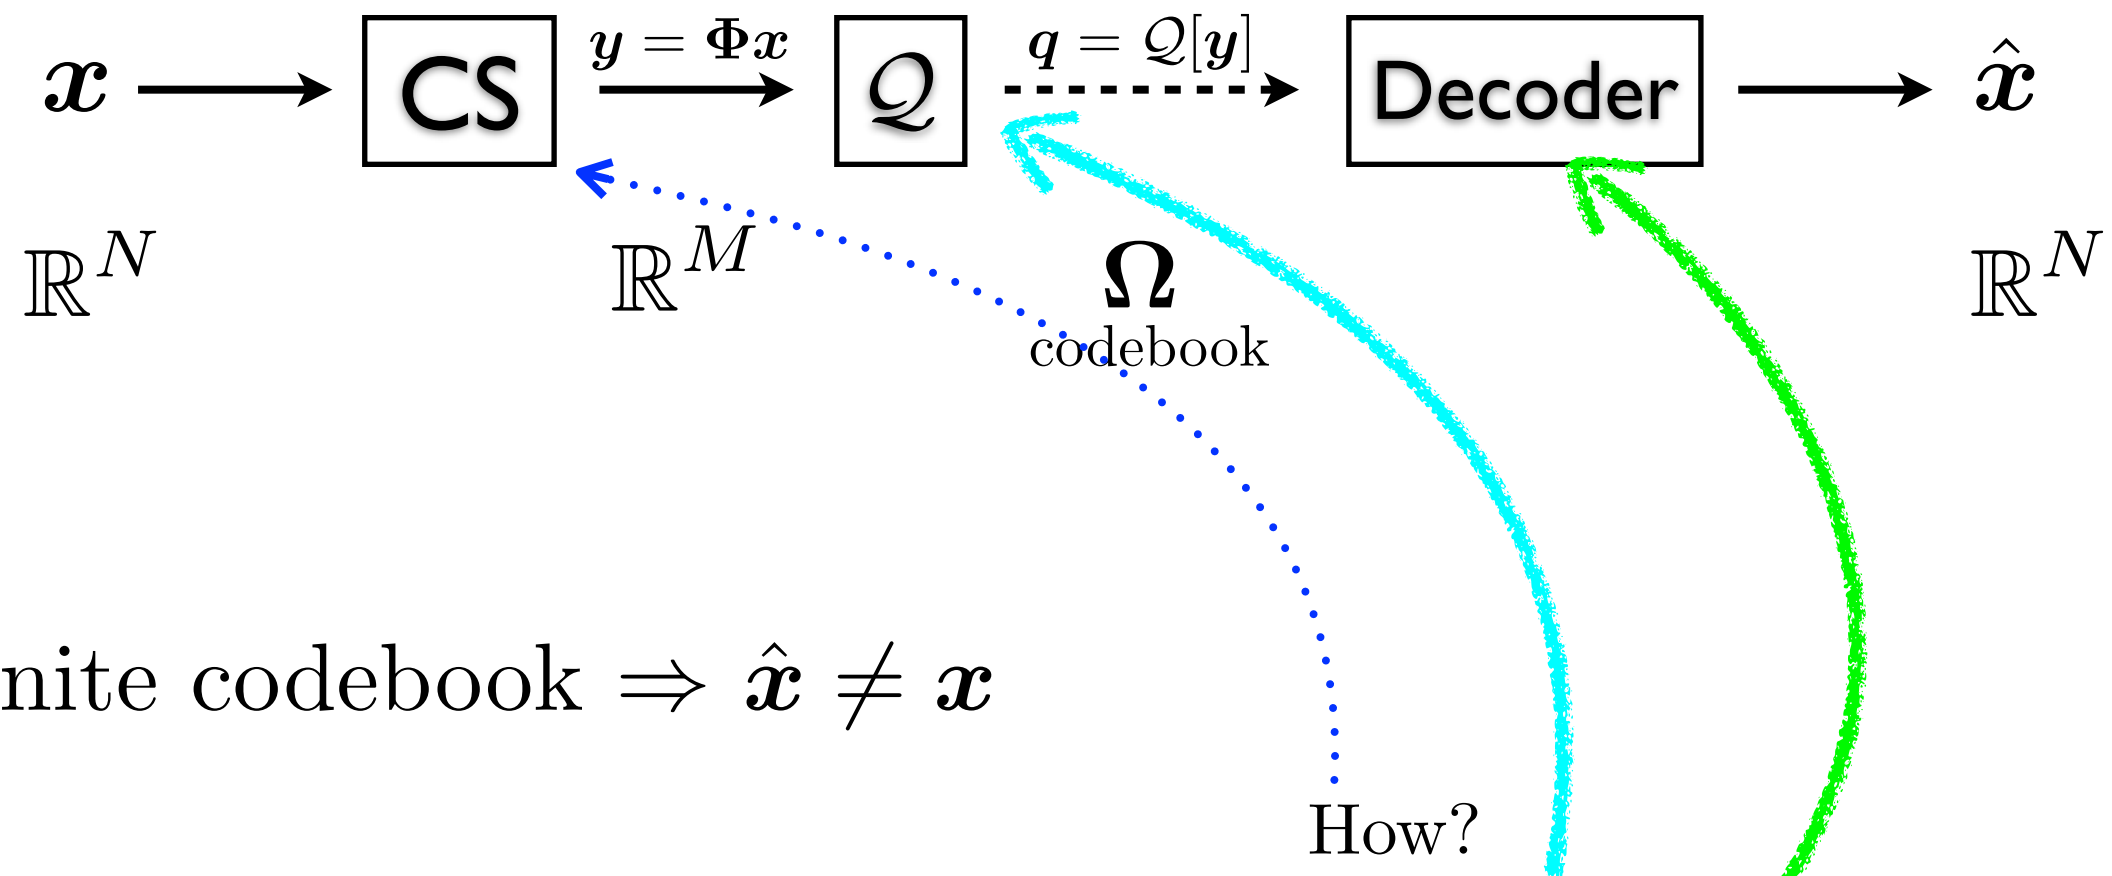 𝒙 CS 𝒚 = 𝚽𝒙 𝒬 𝒒 = 𝒬[𝒚] Decoder 𝒙̂
ℝ^N ℝ^M 𝛀 ℝ^N
codebook
nite codebook ⇒ 𝒙̂ ≠ 𝒙
How?